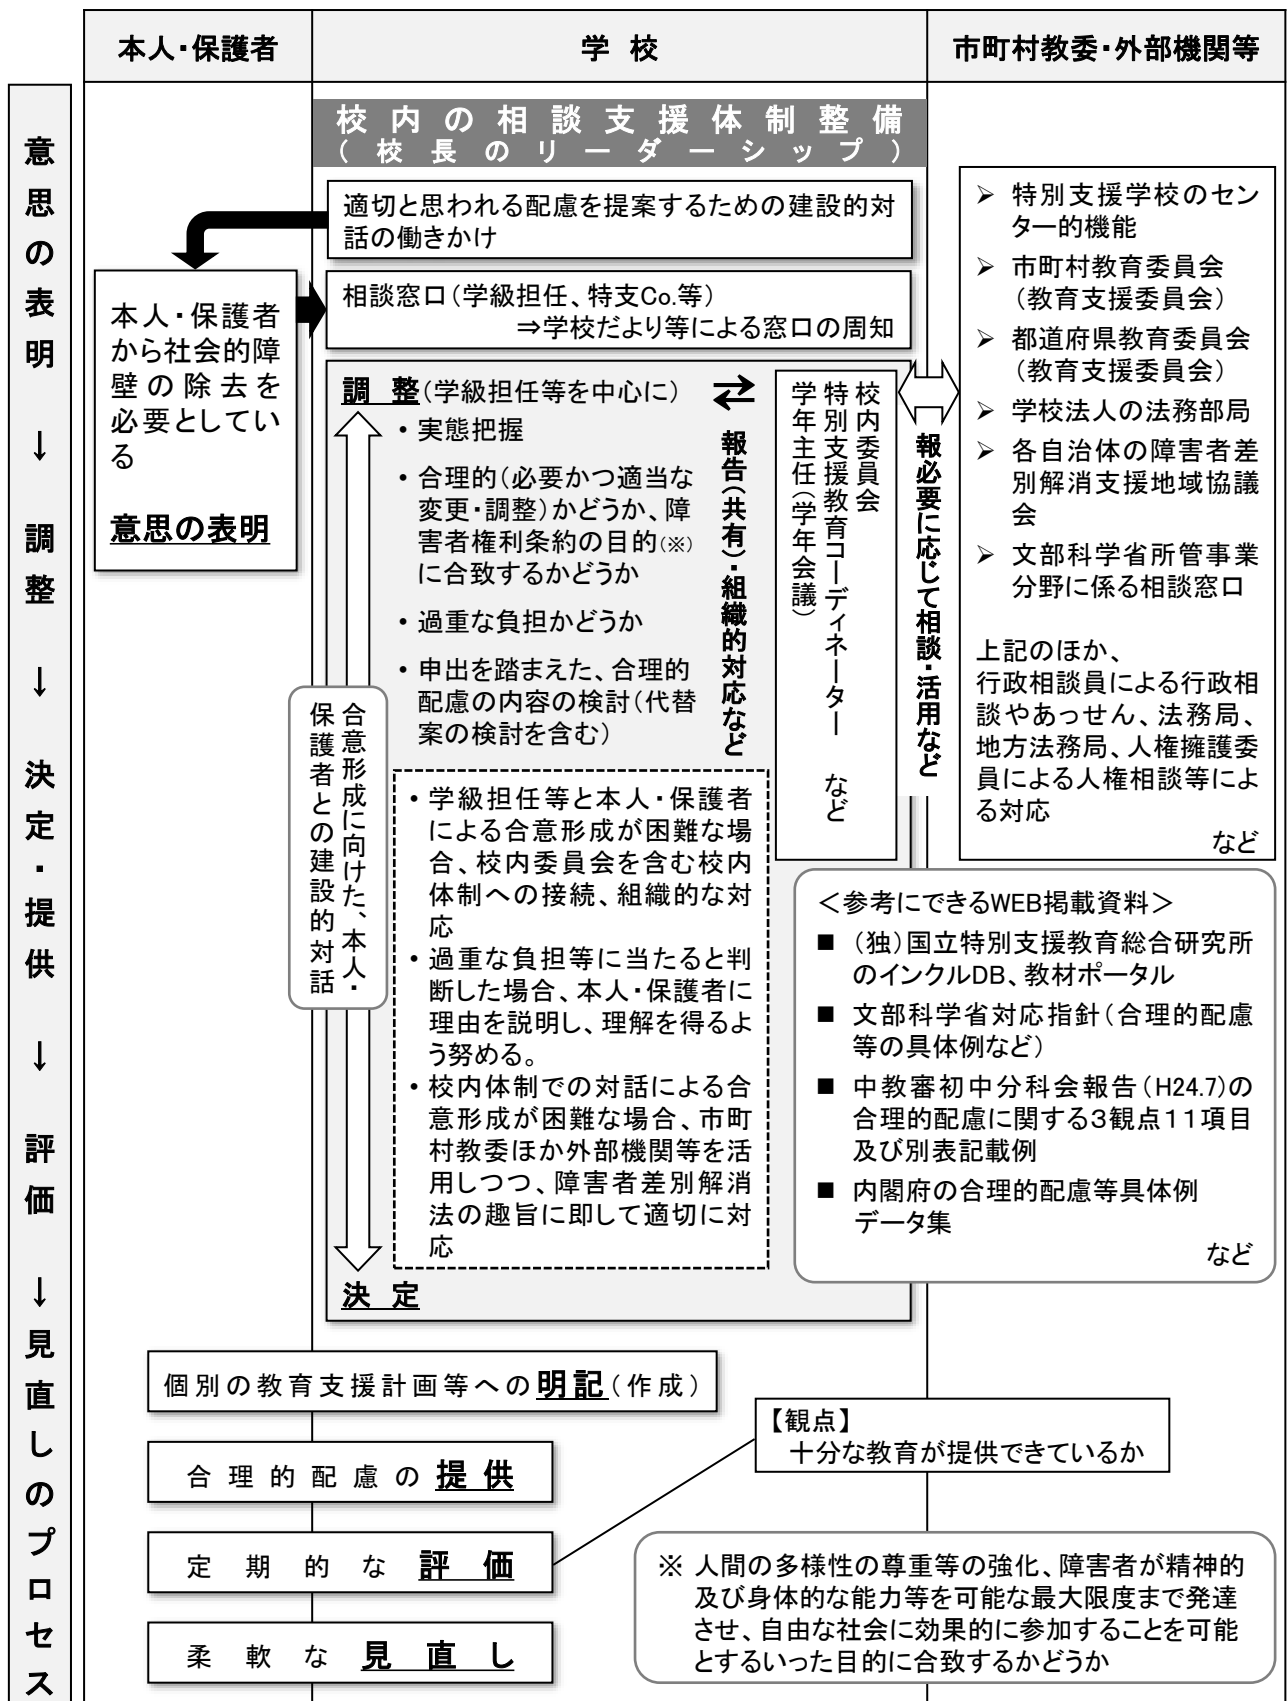 本人・保護者
学 校
市町村教委・外部機関等
意思の表明 → 調整 → 決定・提供 → 評価 → 見直しのプロセス
校内の相談支援体制整備
(校長のリーダーシップ)
適切と思われる配慮を提案するための建設的対
話の働きかけ
本人・保護者
から社会的障
壁の除去を
必要としてい
る
意思の表明
相談窓口(学級担任、特支Co.等)
⇒学校だより等による窓口の周知
調 整(学級担任等を中心に)
• 実態把握
• 合理的(必要かつ適当な
変更・調整)かどうか、障
害者権利条約の目的(※)
に合致するかどうか
• 過重な負担かどうか
• 申出を踏まえた、合理的
配慮の内容の検討(代替
案の検討を含む)
⇄
報告(共有)・組織的対応など
校内委員会
特別支援教育コーディネーター など
学年主任(学年会議)
報必要に応じて相談・活用など
合意形成に向けた、本人・
保護者との建設的対話
• 学級担任等と本人・保護者
による合意形成が困難な場
合、校内委員会を含む校内
体制への接続、組織的な対
応
• 過重な負担等に当たると判
断した場合、本人・保護者に
理由を説明し、理解を得るよ
う努める。
• 校内体制での対話による合
意形成が困難な場合、市町
村教委ほか外部機関等を活
用しつつ、障害者差別解消
法の趣旨に即して適切に対
応
決 定
➢ 特別支援学校のセン
ター的機能
➢ 市町村教育委員会
(教育支援委員会)
➢ 都道府県教育委員会
(教育支援委員会)
➢ 学校法人の法務部局
➢ 各自治体の障害者差
別解消支援地域協議
会
➢ 文部科学省所管事業
分野に係る相談窓口
上記のほか、
行政相談員による行政相
談やあっせん、法務局、
地方法務局、人権擁護委
員による人権相談等によ
る対応
など
<参考にできるWEB掲載資料>
■ (独)国立特別支援教育総合研究所
のインクルDB、教材ポータル
■ 文部科学省対応指針(合理的配慮
等の具体例など)
■ 中教審初中分科会報告(H24.7)の
合理的配慮に関する3観点11項目
及び別表記載例
■ 内閣府の合理的配慮等具体例
データ集
など
個別の教育支援計画等への明記(作成)
合理的配慮の提供
定期的な評価
柔軟な見直し
【観点】
十分な教育が提供できているか
※ 人間の多様性の尊重等の強化、障害者が精神的
及び身体的な能力等を可能な最大限度まで発達
させ、自由な社会に効果的に参加することを可能
とするいった目的に合致するかどうか